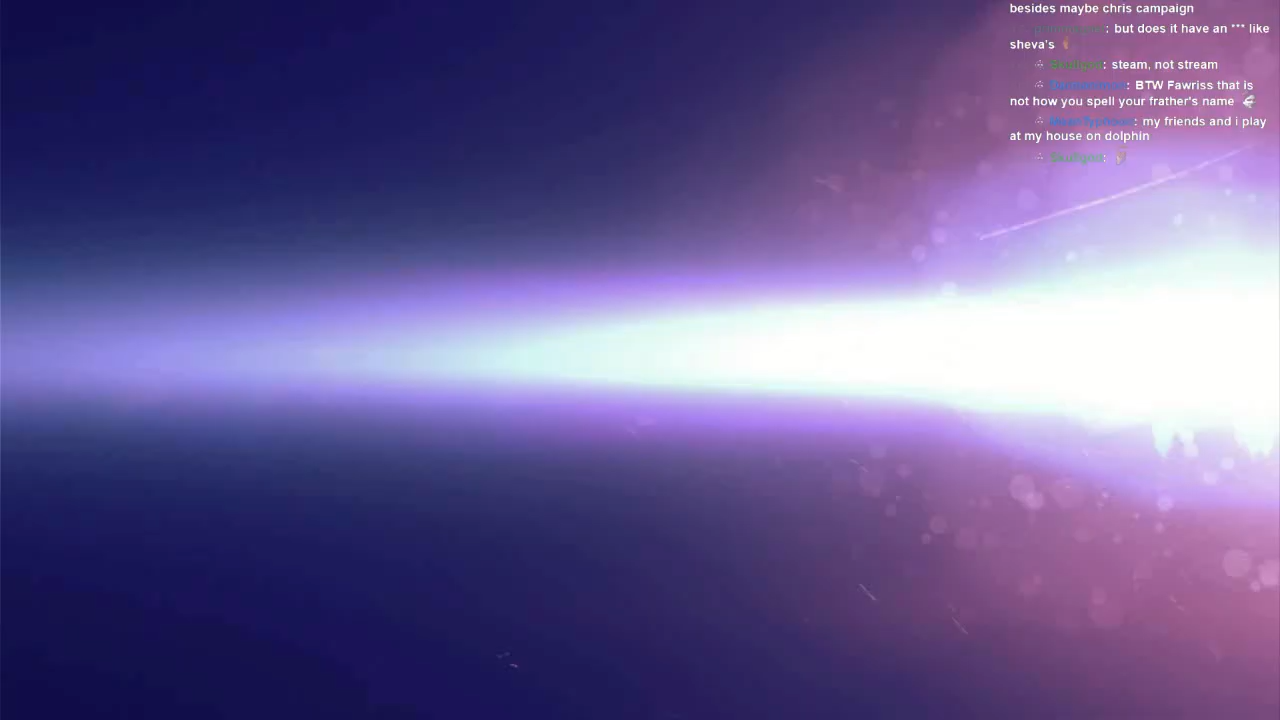 besides maybe chris campaign
: but does it have an *** like
sheva's
: steam, not stream
: BTW Fawriss that is
not how you spell your frather's name
: my friends and i play
at my house on dolphin
: